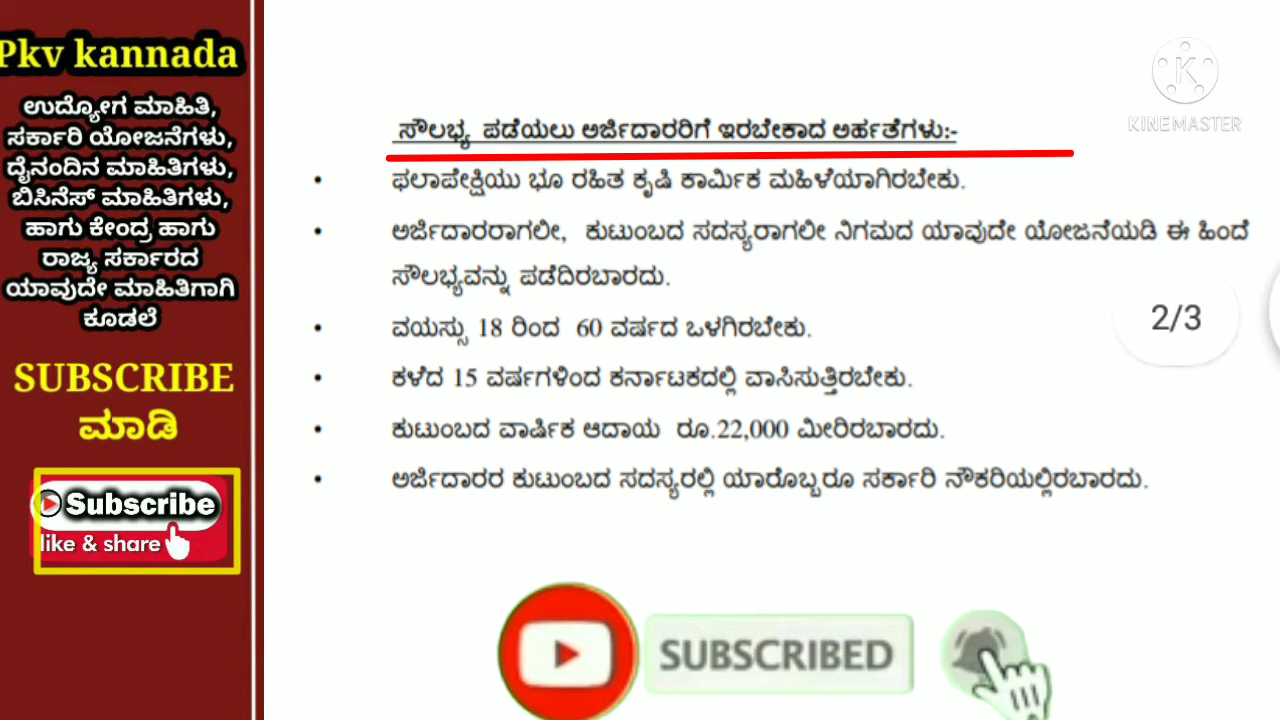 Pkv kannada
ಉದ್ಯೋಗ ಮಾಹಿತಿ,
ಸರ್ಕಾರಿ ಯೋಜನೆಗಳು,
ದೈನಂದಿನ ಮಾಹಿತಿಗಳು,
ಬಿಸಿನೆಸ್ ಮಾಹಿತಿಗಳು,
ಹಾಗು ಕೇಂದ್ರ ಹಾಗು
ರಾಜ್ಯ ಸರ್ಕಾರದ
ಯಾವುದೇ ಮಾಹಿತಿಗಾಗಿ
ಕೂಡಲೆ
SUBSCRIBE
ಮಾಡಿ
Subscribe
like & share
KINEMASTER
ಸೌಲಭ್ಯ ಪಡೆಯಲು ಅರ್ಜಿದಾರರಿಗೆ ಇರಬೇಕಾದ ಅರ್ಹತೆಗಳು:-
• ಫಲಾಪೇಕ್ಷಿಯು ಭೂ ರಹಿತ ಕೃಷಿ ಕಾರ್ಮಿಕ ಮಹಿಳೆಯಾಗಿರಬೇಕು.
• ಅರ್ಜಿದಾರರಾಗಲೀ, ಕುಟುಂಬದ ಸದಸ್ಯರಾಗಲೀ ನಿಗಮದ ಯಾವುದೇ ಯೋಜನೆಯಡಿ ಈ ಹಿಂದೆ
ಸೌಲಭ್ಯವನ್ನು ಪಡೆದಿರಬಾರದು.
• ವಯಸ್ಸು 18 ರಿಂದ 60 ವರ್ಷದ ಒಳಗಿರಬೇಕು.
• ಕಳೆದ 15 ವರ್ಷಗಳಿಂದ ಕರ್ನಾಟಕದಲ್ಲಿ ವಾಸಿಸುತ್ತಿರಬೇಕು.
• ಕುಟುಂಬದ ವಾರ್ಷಿಕ ಆದಾಯ ರೂ.22,000 ಮೀರಿರಬಾರದು.
• ಅರ್ಜಿದಾರರ ಕುಟುಂಬದ ಸದಸ್ಯರಲ್ಲಿ ಯಾರೊಬ್ಬರೂ ಸರ್ಕಾರಿ ನೌಕರಿಯಲ್ಲಿರಬಾರದು.
2/3
SUBSCRIBED